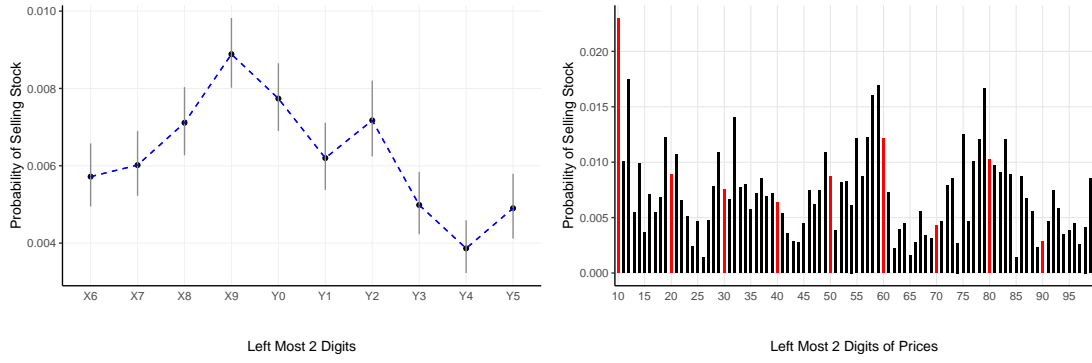 0.010
0.008
0.006
0.004
Probability of Selling Stock
X6 X7 X8 X9 Y0 Y1 Y2 Y3 Y4 Y5
Left Most 2 Digits
0.020
0.015
0.010
0.005
0.000
Probability of Selling Stock
10 15 20 25 30 35 40 45 50 55 60 65 70 75 80 85 90 95
Left Most 2 Digits of Prices